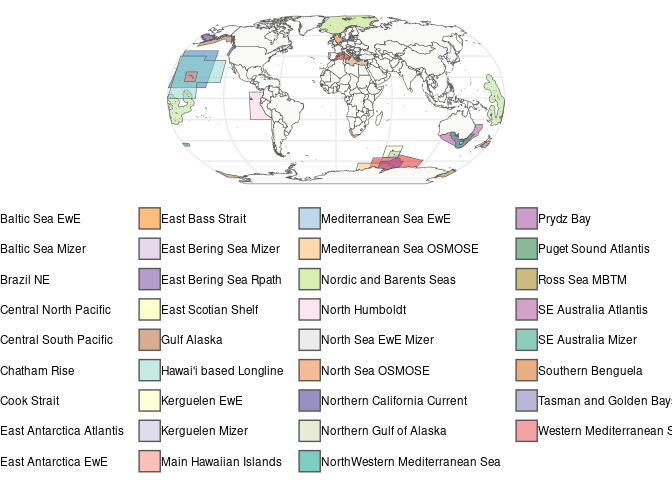 Baltic Sea EwE
East Bass Strait
Mediterranean Sea EwE
Prydz Bay
Baltic Sea Mizer
East Bering Sea Mizer
Mediterranean Sea OSMOSE
Puget Sound Atlantis
Brazil NE
East Bering Sea Rpath
Nordic and Barents Seas
Ross Sea MBTM
Central North Pacific
East Scotian Shelf
North Humboldt
SE Australia Atlantis
Central South Pacific
Gulf Alaska
North Sea EwE Mizer
SE Australia Mizer
Chatham Rise
Hawai'i based Longline
North Sea OSMOSE
Southern Benguela
Cook Strait
Kerguelen EwE
Northern California Current
Tasman and Golden Bay
East Antarctica Atlantis
Kerguelen Mizer
Northern Gulf of Alaska
Western Mediterranean S
East Antarctica EwE
Main Hawaiian Islands
NorthWestern Mediterranean Sea